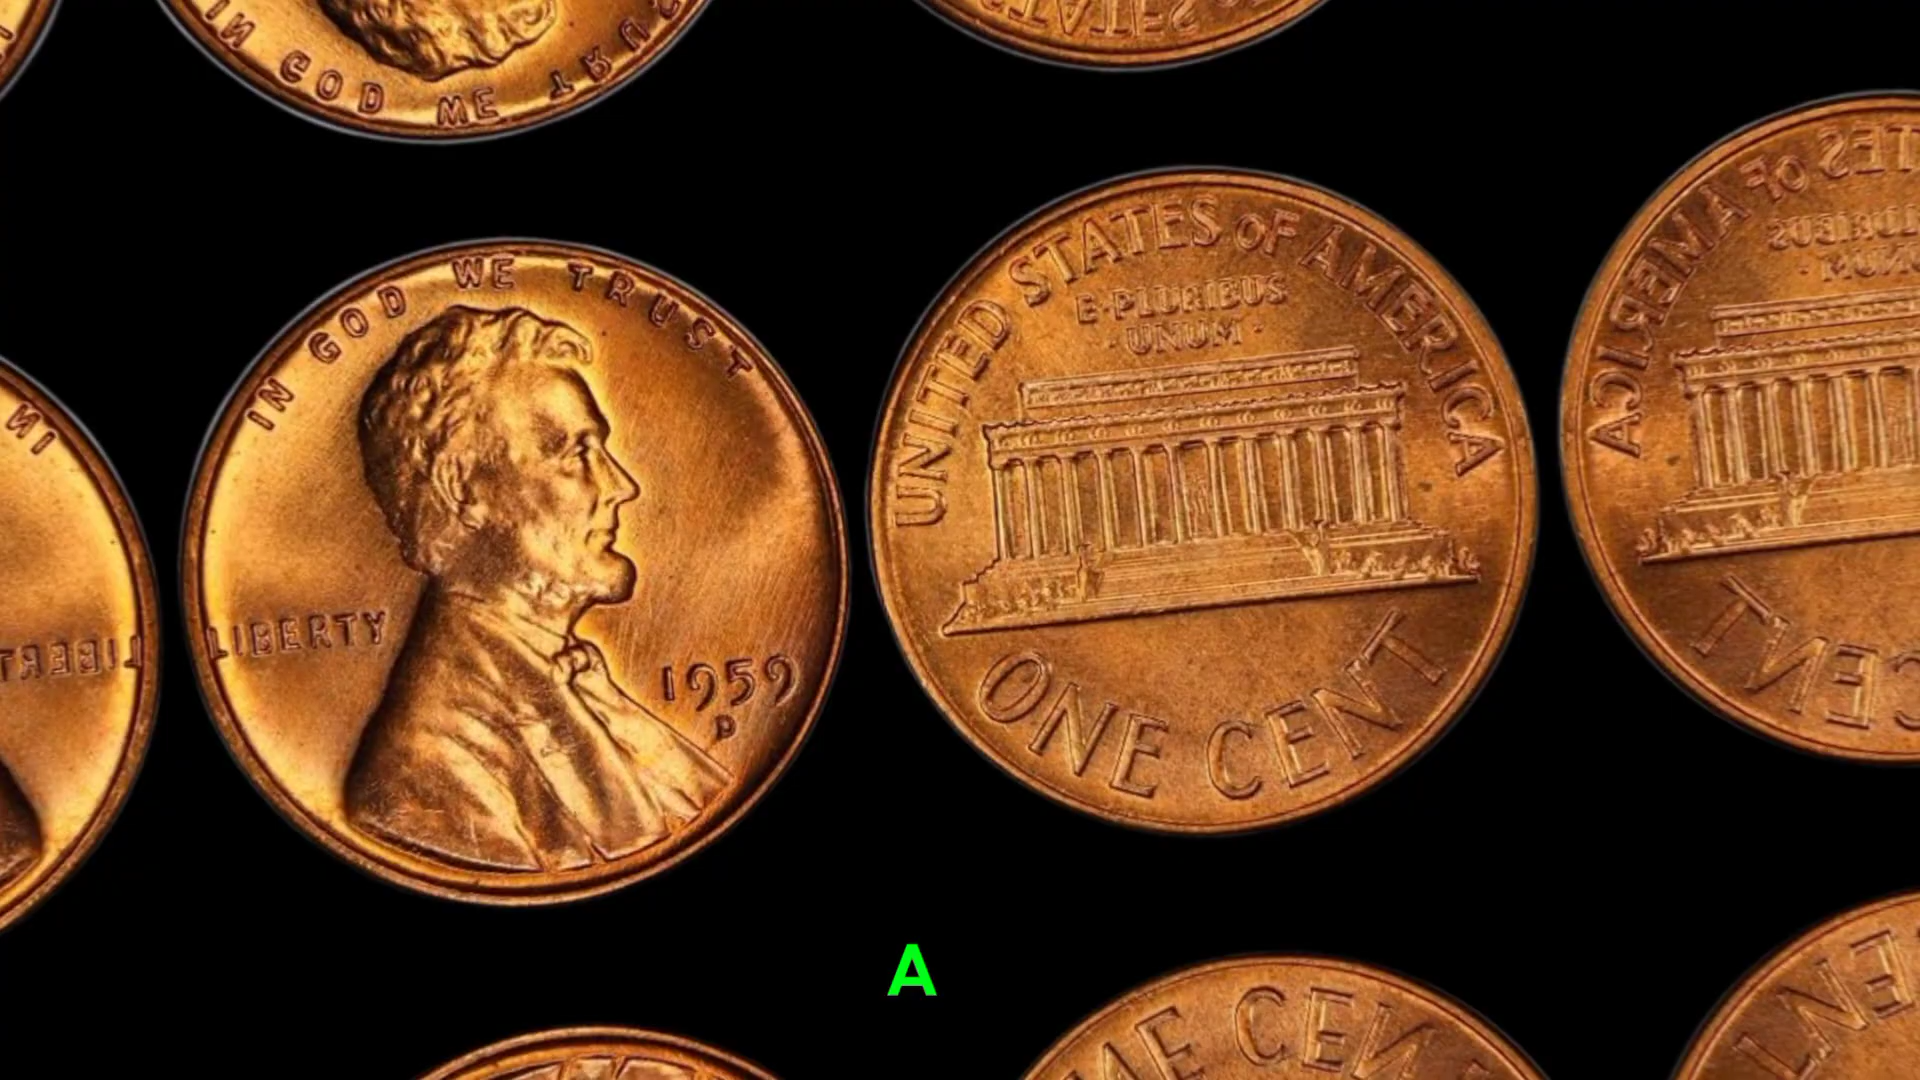 IN GOD WE TRUST
LIBERTY
1959
D
UNITED STATES OF AMERICA
E·PLURIBUS
·UNUM·
ONE CENT
A